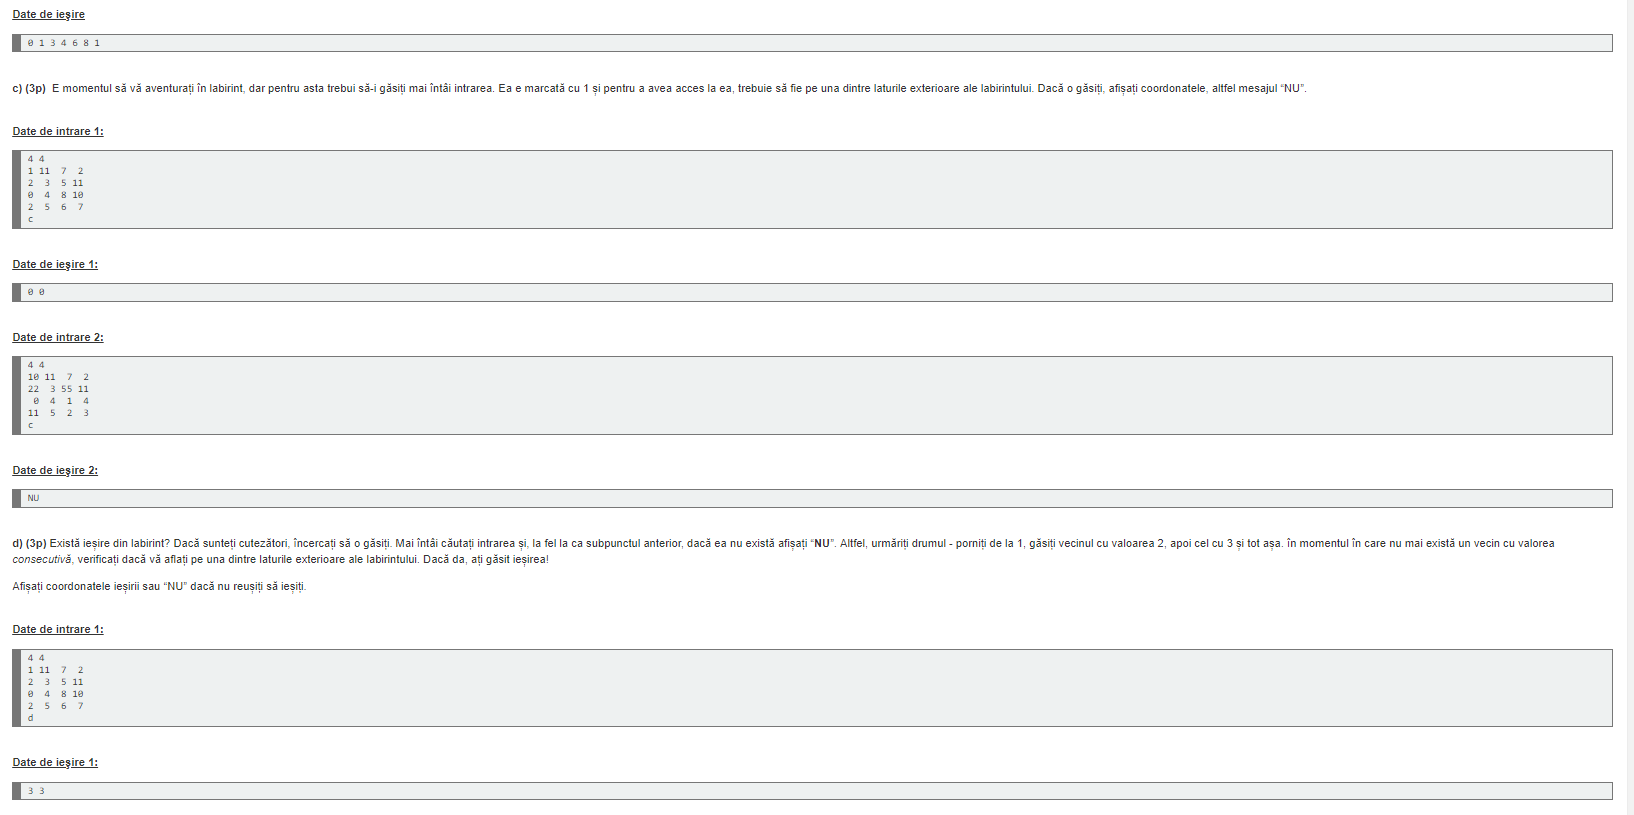 Date de ieşire
0 1 3 4 6 8 1
c) (3p)  E momentul să vă aventurați în labirint, dar pentru asta trebui să-i găsiți mai întâi intrarea. Ea e marcată cu 1 și pentru a avea acces la ea, trebuie să fie pe una dintre laturile exterioare ale labirintului. Dacă o găsiți, afișați coordonatele, altfel mesajul “NU”.
Date de intrare 1:
4 4
1 11  7  2
2  3  5 11
0  4  8 10
2  5  6  7
c
Date de ieşire 1:
0 0
Date de intrare 2:
4 4
10 11  7  2
22  3 55 11
 0  4  1  4
11  5  2  3
c
Date de ieşire 2:
NU
d) (3p) Există ieșire din labirint? Dacă sunteți cutezători, încercați să o găsiți. Mai întâi căutați intrarea și, la fel la ca subpunctul anterior, dacă ea nu există afișați “NU”. Altfel, urmăriți drumul - porniți de la 1, găsiți vecinul cu valoarea 2, apoi cel cu 3 și tot așa. în momentul în care nu mai există un vecin cu valorea
consecutivă, verificați dacă vă aflați pe una dintre laturile exterioare ale labirintului. Dacă da, ați găsit ieșirea!
Afișați coordonatele ieșirii sau “NU” dacă nu reușiți să ieșiți.
Date de intrare 1:
4 4
1 11  7  2
2  3  5 11
0  4  8 10
2  5  6  7
d
Date de ieşire 1:
3 3